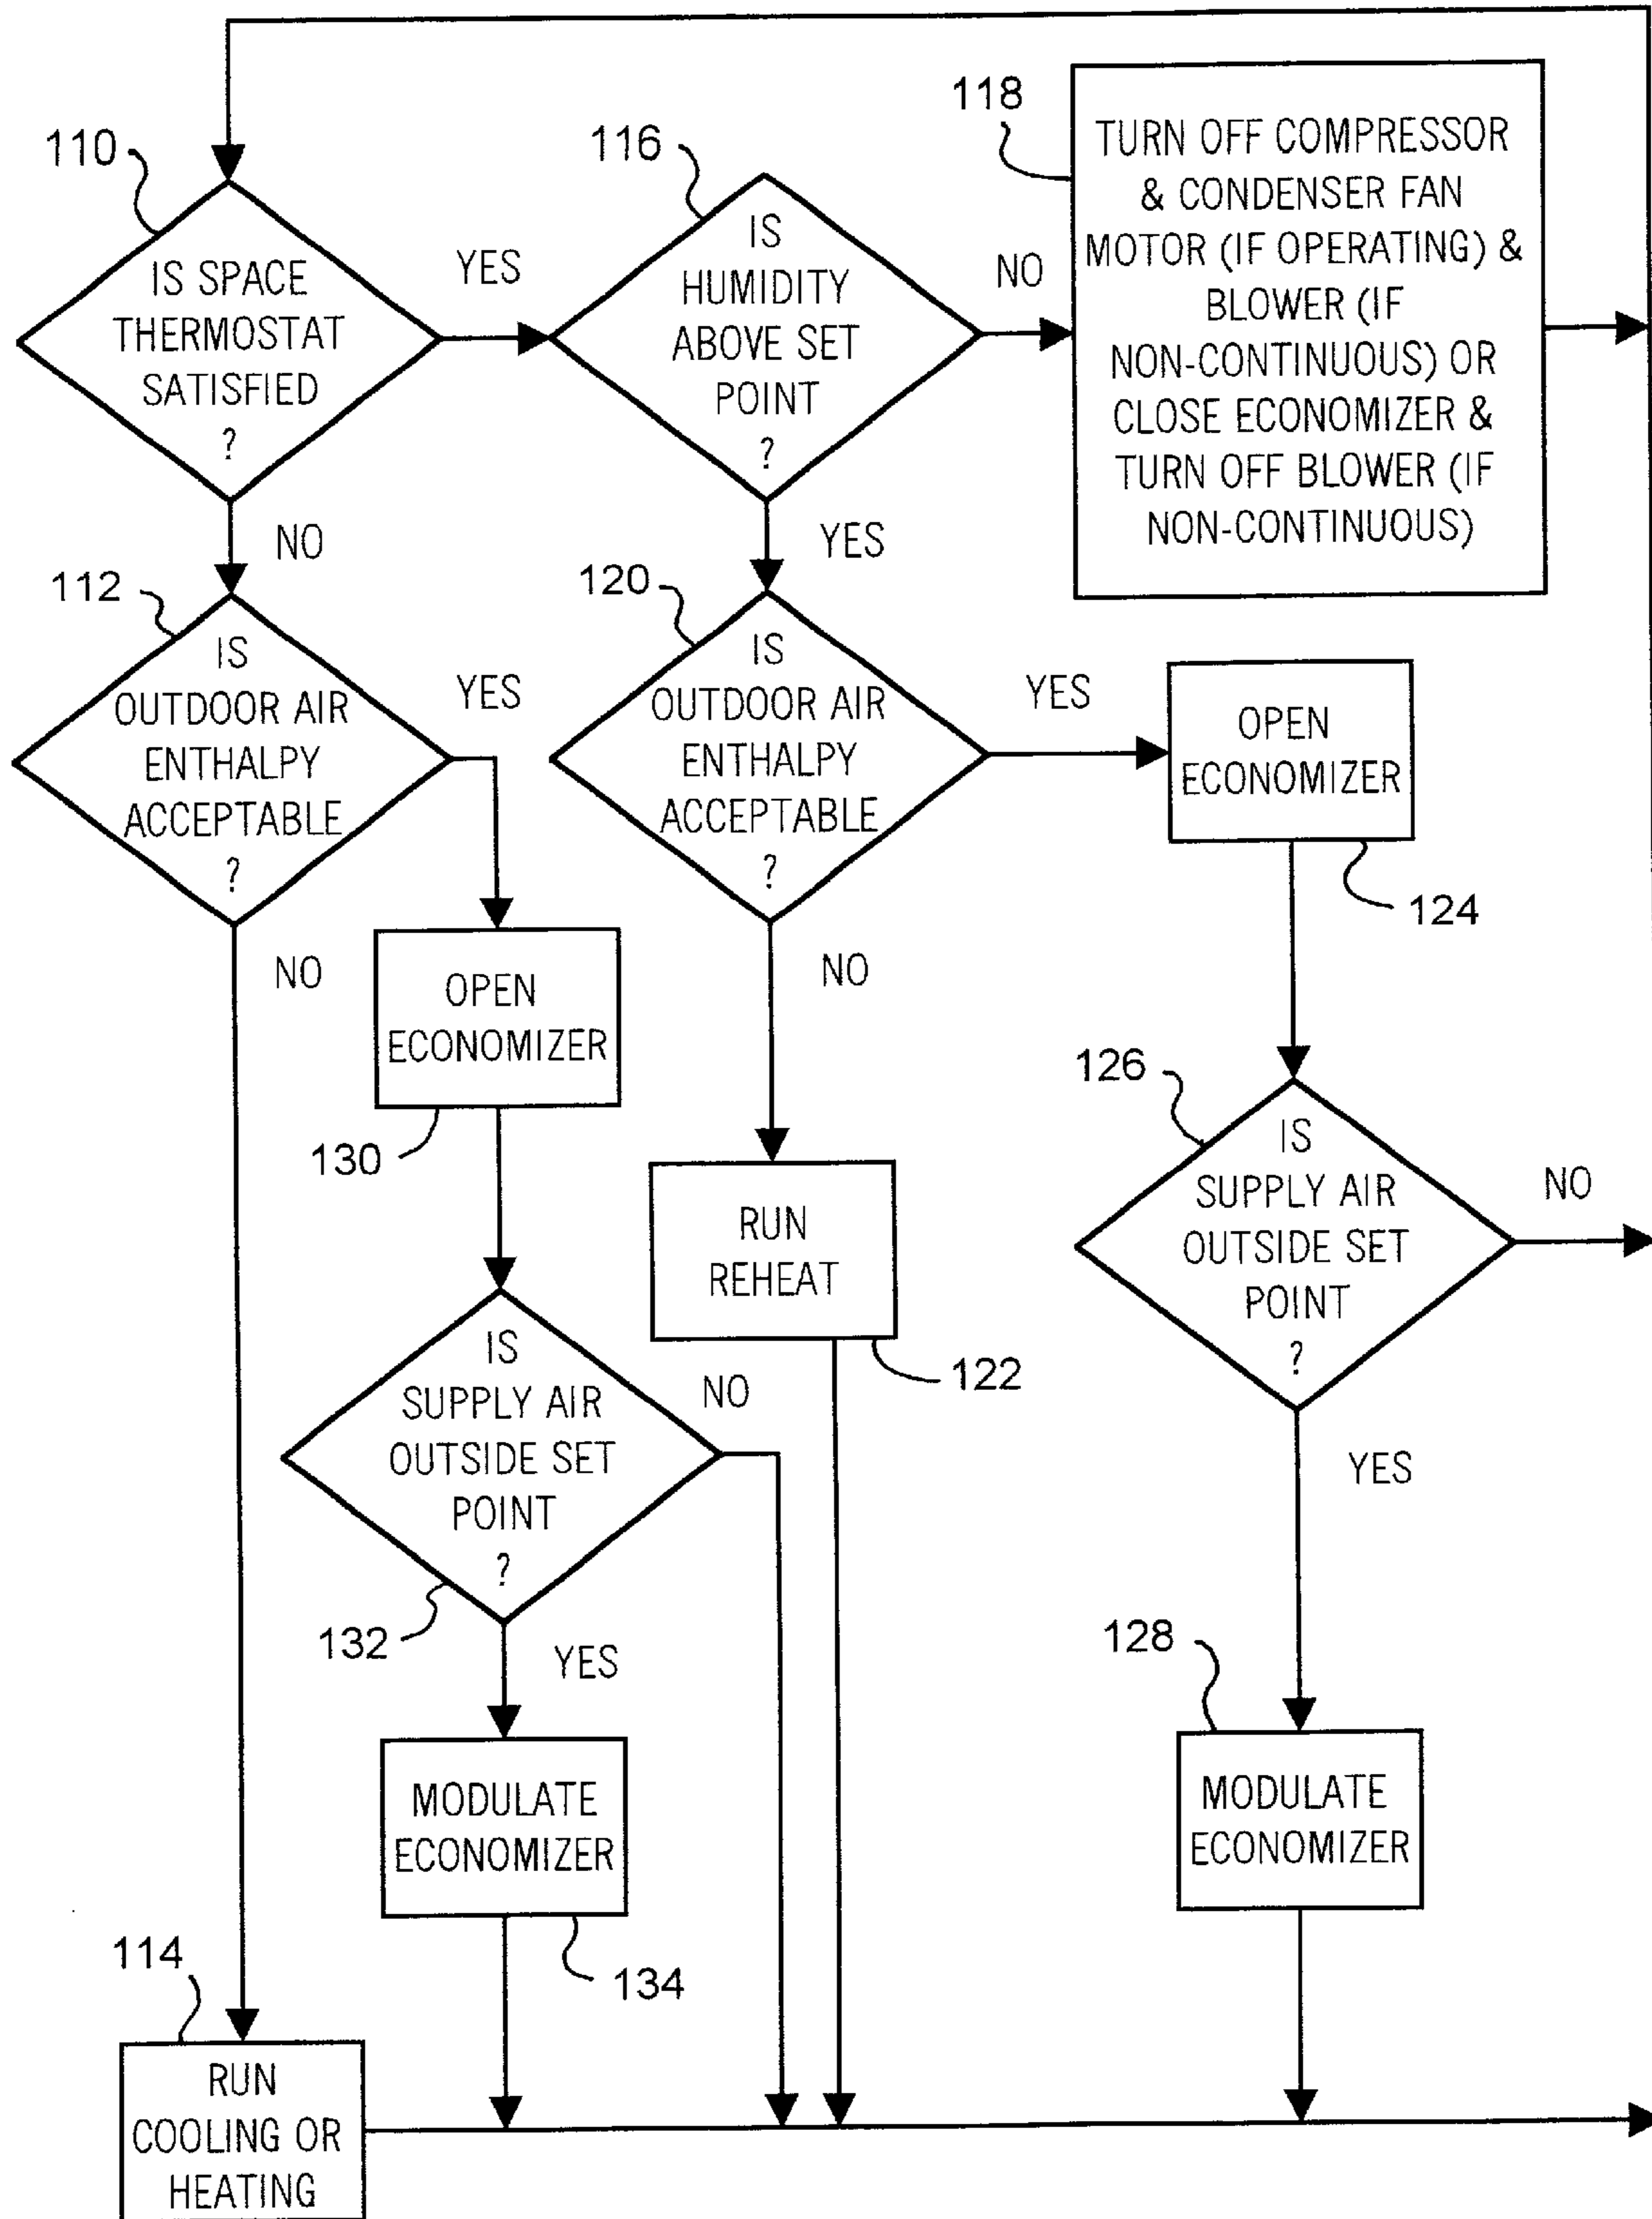 110
IS SPACE
THERMOSTAT
SATISFIED
?
YES
NO
116
IS
HUMIDITY
ABOVE SET
POINT
?
NO
YES
118
TURN OFF COMPRESSOR
& CONDENSER FAN
MOTOR (IF OPERATING) &
BLOWER (IF
NON-CONTINUOUS) OR
CLOSE ECONOMIZER &
TURN OFF BLOWER (IF
NON-CONTINUOUS)
112
IS
OUTDOOR AIR
ENTHALPY
ACCEPTABLE
?
YES
NO
120
IS
OUTDOOR AIR
ENTHALPY
ACCEPTABLE
?
YES
NO
OPEN
ECONOMIZER
124
OPEN
ECONOMIZER
130
RUN
REHEAT
122
126
IS
SUPPLY AIR
OUTSIDE SET
POINT
?
NO
YES
IS
SUPPLY AIR
OUTSIDE SET
POINT
?
NO
132
YES
128
MODULATE
ECONOMIZER
MODULATE
ECONOMIZER
134
114
RUN
COOLING OR
HEATING